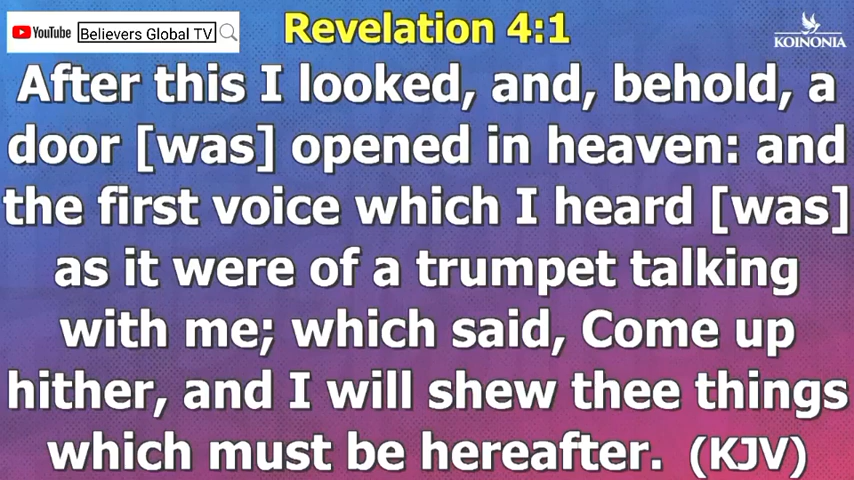 YouTube Believers Global TV
Revelation 4:1
KOINONIA
After this I looked, and, behold, a
door [was] opened in heaven: and
the first voice which I heard [was]
as it were of a trumpet talking
with me; which said, Come up
hither, and I will shew thee things
which must be hereafter. (KJV)